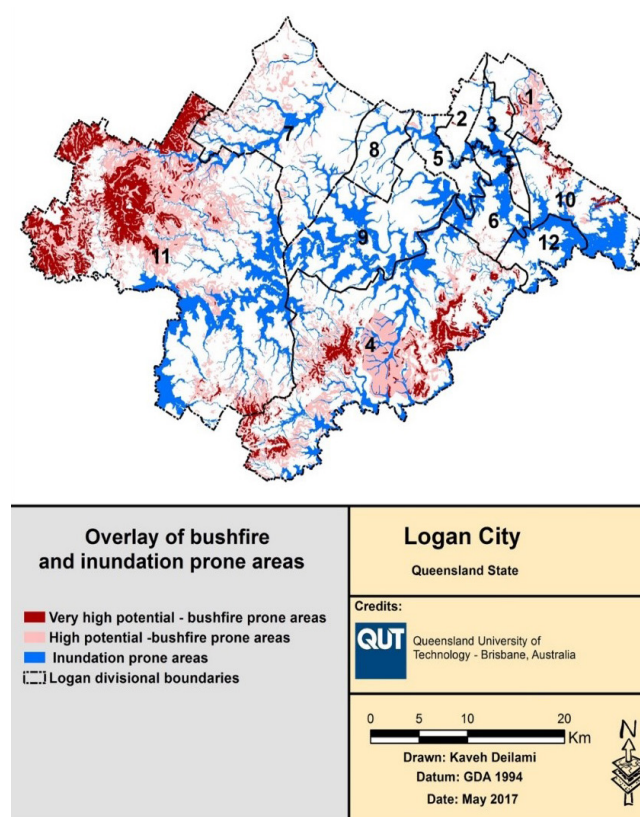 1
2
3
7
8
5
10
6
9
12
11
4
Overlay of bushfire
and inundation prone areas
Very high potential - bushfire prone areas
High potential -bushfire prone areas
Inundation prone areas
Logan divisional boundaries
Logan City
Queensland State
Credits:
QUT
Queensland University of
Technology - Brisbane, Australia
0 5 10 20
Km
Drawn: Kaveh Deilami
Datum: GDA 1994
Date: May 2017
N